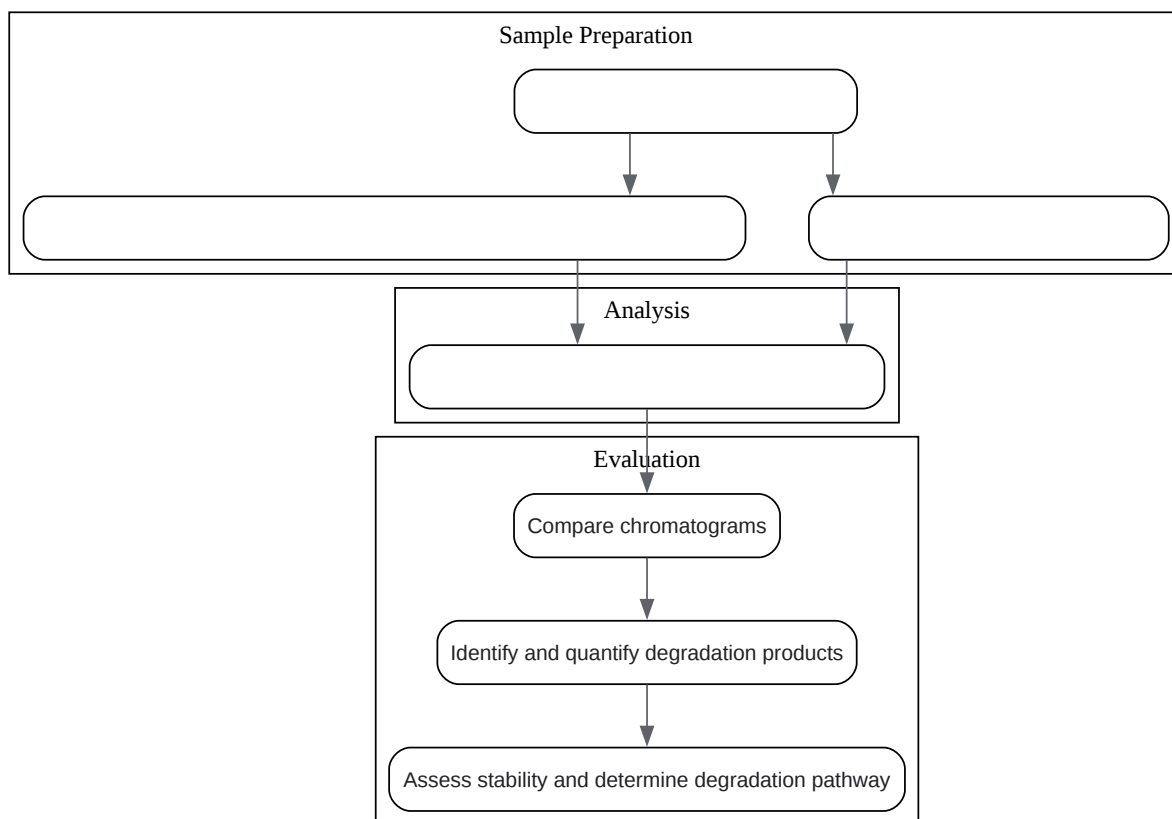 Sample Preparation
Analysis
Evaluation
Compare chromatograms
Identify and quantify degradation products
Assess stability and determine degradation pathway